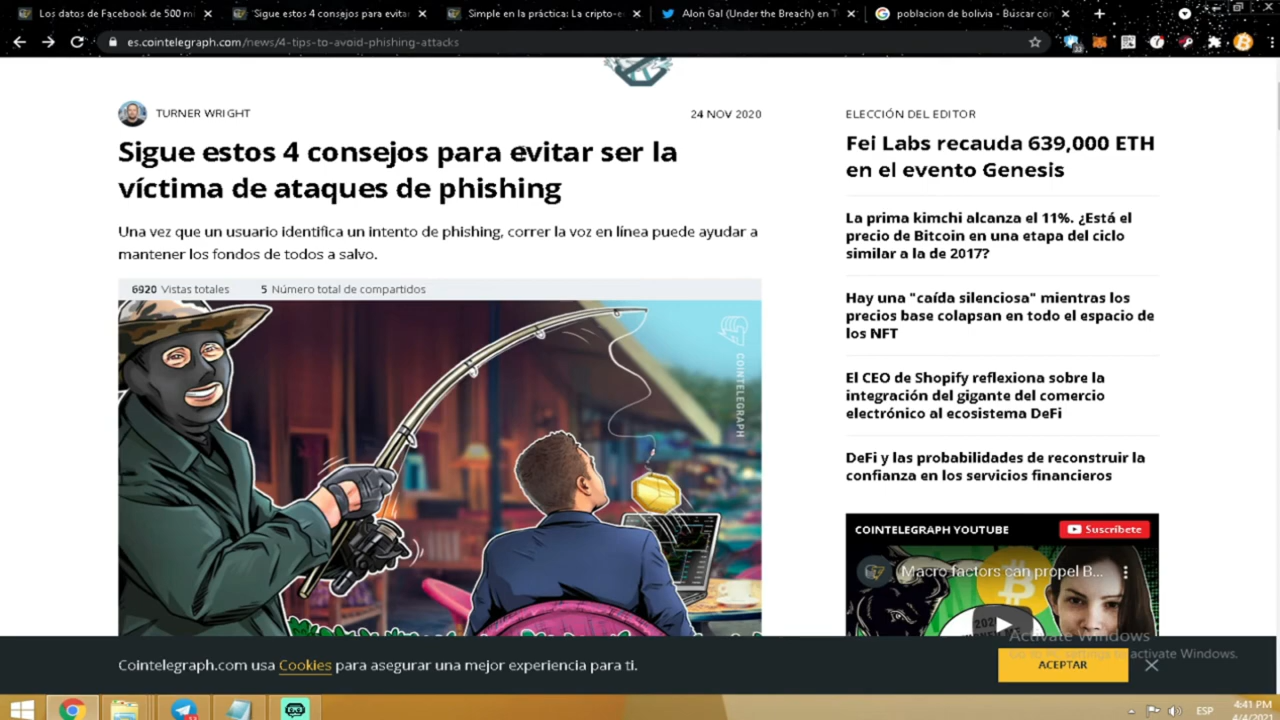 Los datos de Facebook de 500 m
Sigue estos 4 consejos para evita
Simple en la práctica: La cripto-e
Alon Gal (Under the Breach) en T
poblacion de bolivia - Buscar co
es.cointelegraph.com/news/4-tips-to-avoid-phishing-attacks
TURNER WRIGHT
24 NOV 2020
Sigue estos 4 consejos para evitar ser la
víctima de ataques de phishing
Una vez que un usuario identifica un intento de phishing, correr la voz en línea puede ayudar a
mantener los fondos de todos a salvo.
6920 Vistas totales
5 Número total de compartidos
COINTELEGRAPH
ELECCIÓN DEL EDITOR
Fei Labs recauda 639,000 ETH
en el evento Genesis
La prima kimchi alcanza el 11%. ¿Está el
precio de Bitcoin en una etapa del ciclo
similar a la de 2017?
Hay una "caída silenciosa" mientras los
precios base colapsan en todo el espacio de
los NFT
El CEO de Shopify reflexiona sobre la
integración del gigante del comercio
electrónico al ecosistema DeFi
DeFi y las probabilidades de reconstruir la
confianza en los servicios financieros
COINTELEGRAPH YOUTUBE
Suscríbete
Macro factors can propel B...
Activate Windows
activate Windows.
Cointelegraph.com usa Cookies para asegurar una mejor experiencia para ti.
ACEPTAR
ESP
4:41 PM
4/4/2021